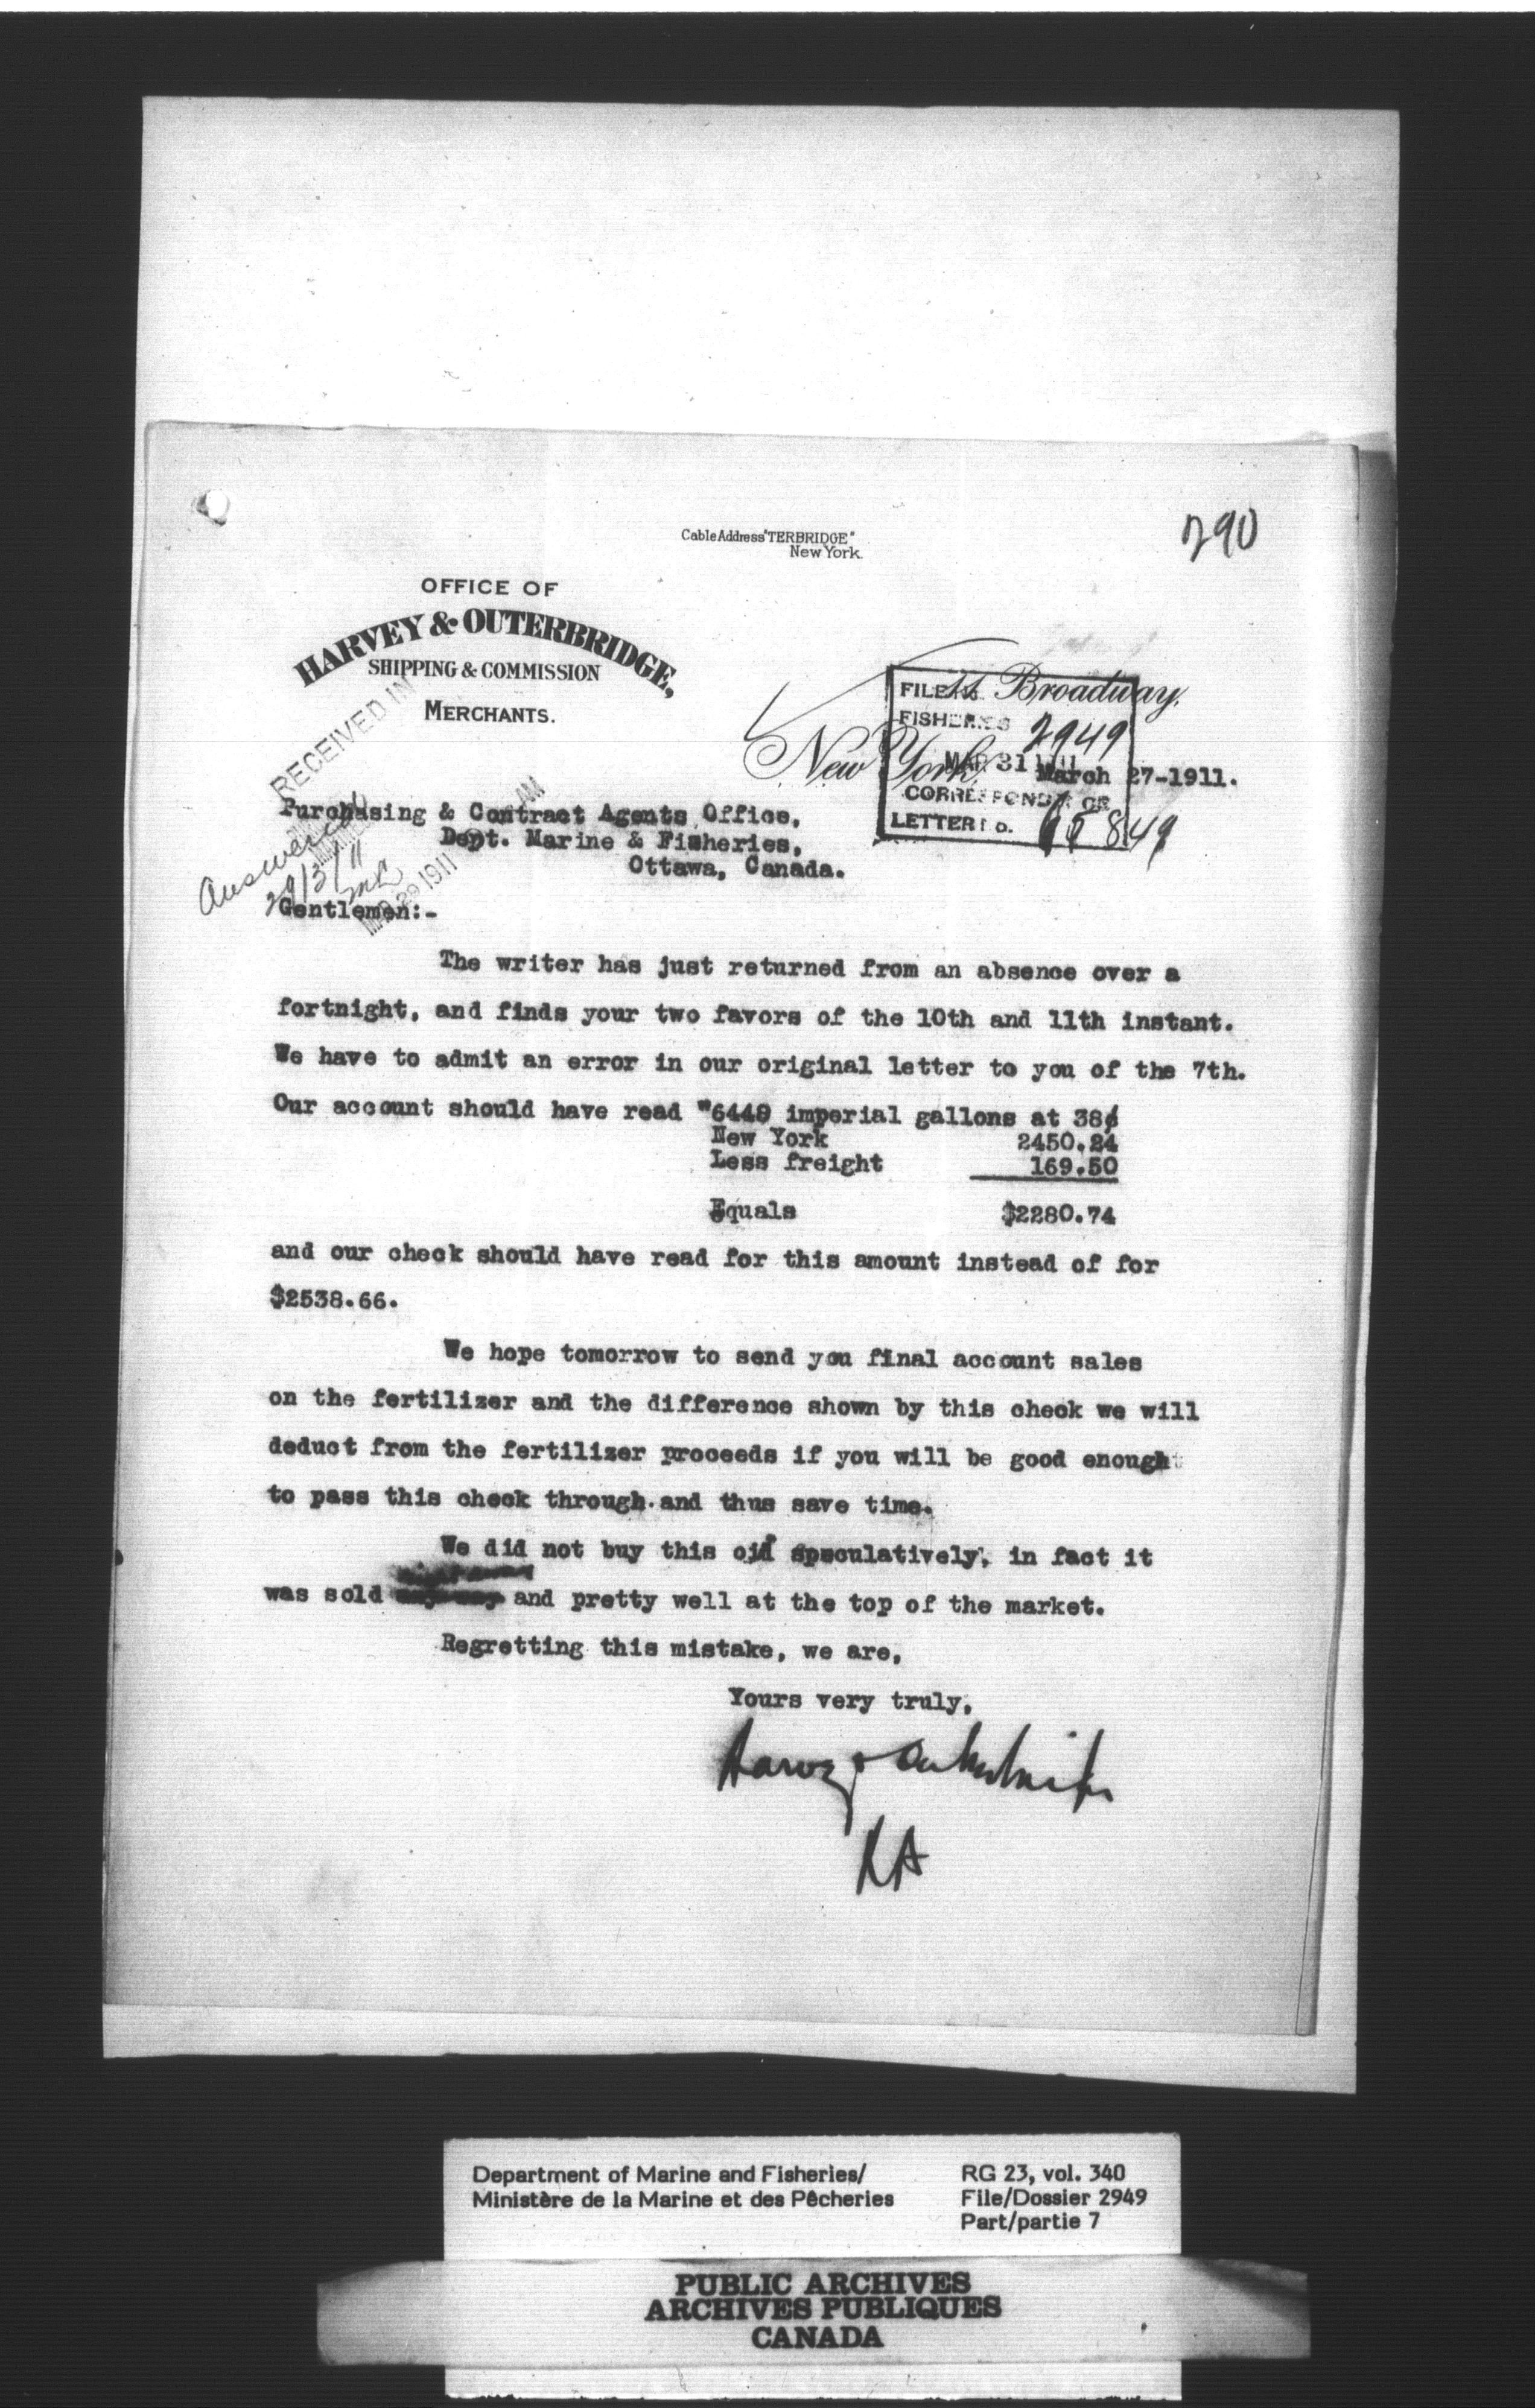 290
Cable Address "TERBRIDGE"
New York.
OFFICE OF
HARVEY & OUTERBRIDGE,
SHIPPING & COMMISSION
MERCHANTS.
11 Broadway,
New York,
March 27-1911.
FILE No.
FISHERIES 2949
MAR 31 1911
CORRESPONDENCE
LETTER No. 65849
RECEIVED IN
AM
MAR 29 1911
Answered
29/3/11
Purchasing & Contract Agents Office,
Dept. Marine & Fisheries,
Ottawa, Canada.
Gentlemen:-
The writer has just returned from an absence over a
fortnight, and finds your two favors of the 10th and 11th instant.
We have to admit an error in our original letter to you of the 7th.
Our account should have read "6448 imperial gallons at 38¢
New York 2450.24
Less freight 169.50
Equals $2280.74
and our check should have read for this amount instead of for
$2538.66.
We hope tomorrow to send you final account sales
on the fertilizer and the difference shown by this check we will
deduct from the fertilizer proceeds if you will be good enough
to pass this check through and thus save time.
We did not buy this oil speculatively, in fact it
was sold right away and pretty well at the top of the market.
Regretting this mistake, we are,
Yours very truly,
Harvey & Outerbridge
Department of Marine and Fisheries/
Ministère de la Marine et des Pêcheries
RG 23, vol. 340
File/Dossier 2949
Part/partie 7
PUBLIC ARCHIVES
ARCHIVES PUBLIQUES
CANADA